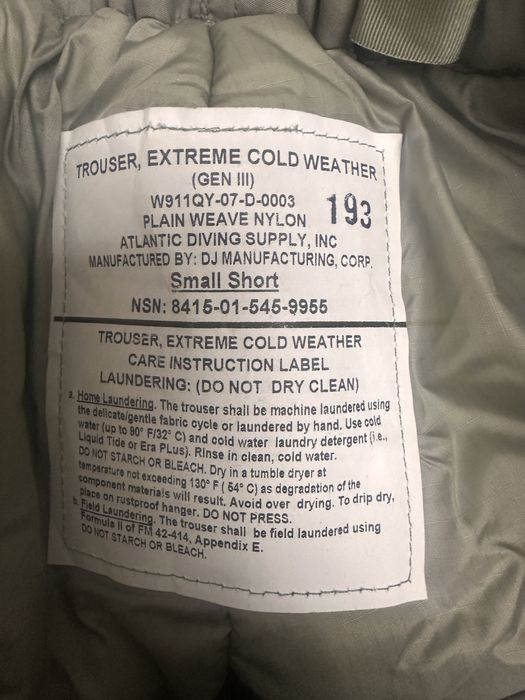 TROUSER, EXTREME COLD WEATHER
(GEN III)
W911QY-07-D-0003
193
PLAIN WEAVE NYLON
ATLANTIC DIVING SUPPLY, INC
MANUFACTURED BY: DJ MANUFACTURING, CORP.
Small Short
NSN: 8415-01-545-9955
TROUSER, EXTREME COLD WEATHER
CARE INSTRUCTION LABEL
LAUNDERING: (DO NOT DRY CLEAN)
a. Home Laundering. The trouser shall be machine laundered using
the delicate/gentle fabric cycle or laundered by hand. Use cold
water (up to 90° F/32° C) and cold water laundry detergent (i.e.,
Liquid Tide or Era Plus). Rinse in clean, cold water.
DO NOT STARCH OR BLEACH. Dry in a tumble dryer at
temperature not exceeding 130° F ( 54° C) as degradation of the
component materials will result. Avoid over drying. To drip dry,
place on rustproof hanger. DO NOT PRESS.
b. Field Laundering. The trouser shall be field laundered using
Formula II of FM 42-414, Appendix E.
DO NOT STARCH OR BLEACH.